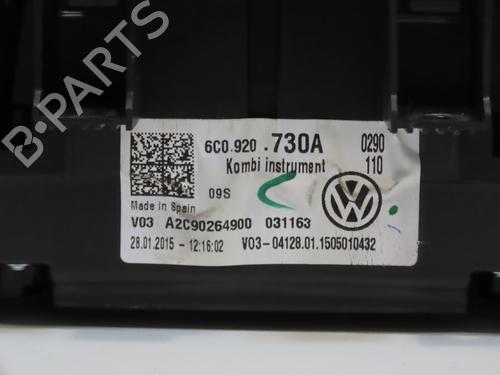 B-PARTS
6C0.920 .730A 0290
Kombi instrument 110
09S
Made in Spain
V03 A2C90264900 031163
28.01.2015 - 12:16:02 V03-04128.01.1505010432